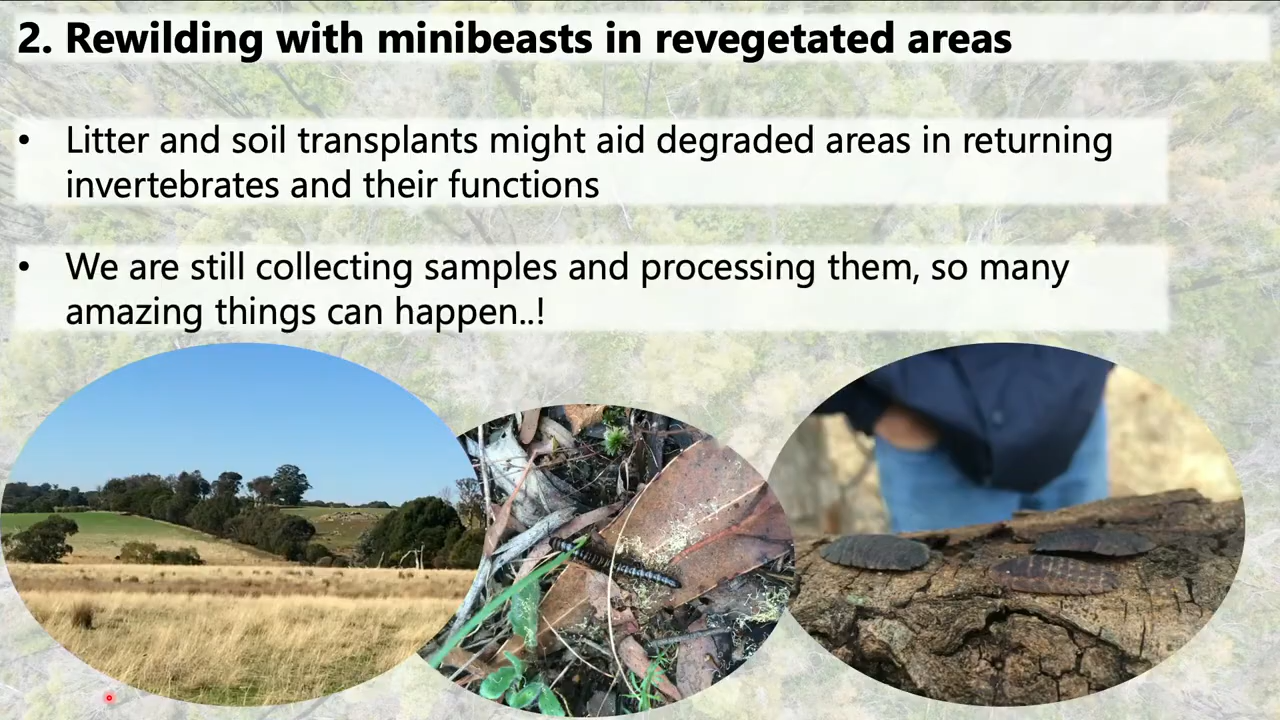 2. Rewilding with minibeasts in revegetated areas
• Litter and soil transplants might aid degraded areas in returning
invertebrates and their functions
• We are still collecting samples and processing them, so many
amazing things can happen..!